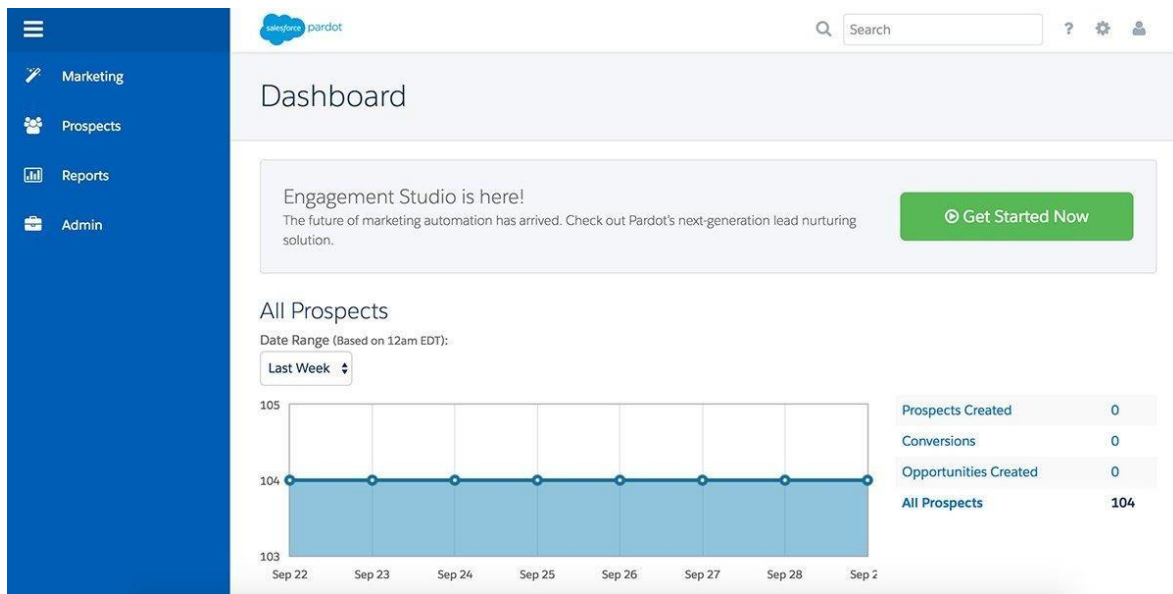 salesforce pardot
Search
?
Marketing
Prospects
Reports
Admin
Dashboard
Engagement Studio is here!
The future of marketing automation has arrived. Check out Pardot's next-generation lead nurturing
solution.
Get Started Now
All Prospects
Date Range (Based on 12am EDT):
Last Week
105
104
103
Sep 22 Sep 23 Sep 24 Sep 25 Sep 26 Sep 27 Sep 28 Sep
Prospects Created 0
Conversions 0
Opportunities Created 0
All Prospects 104